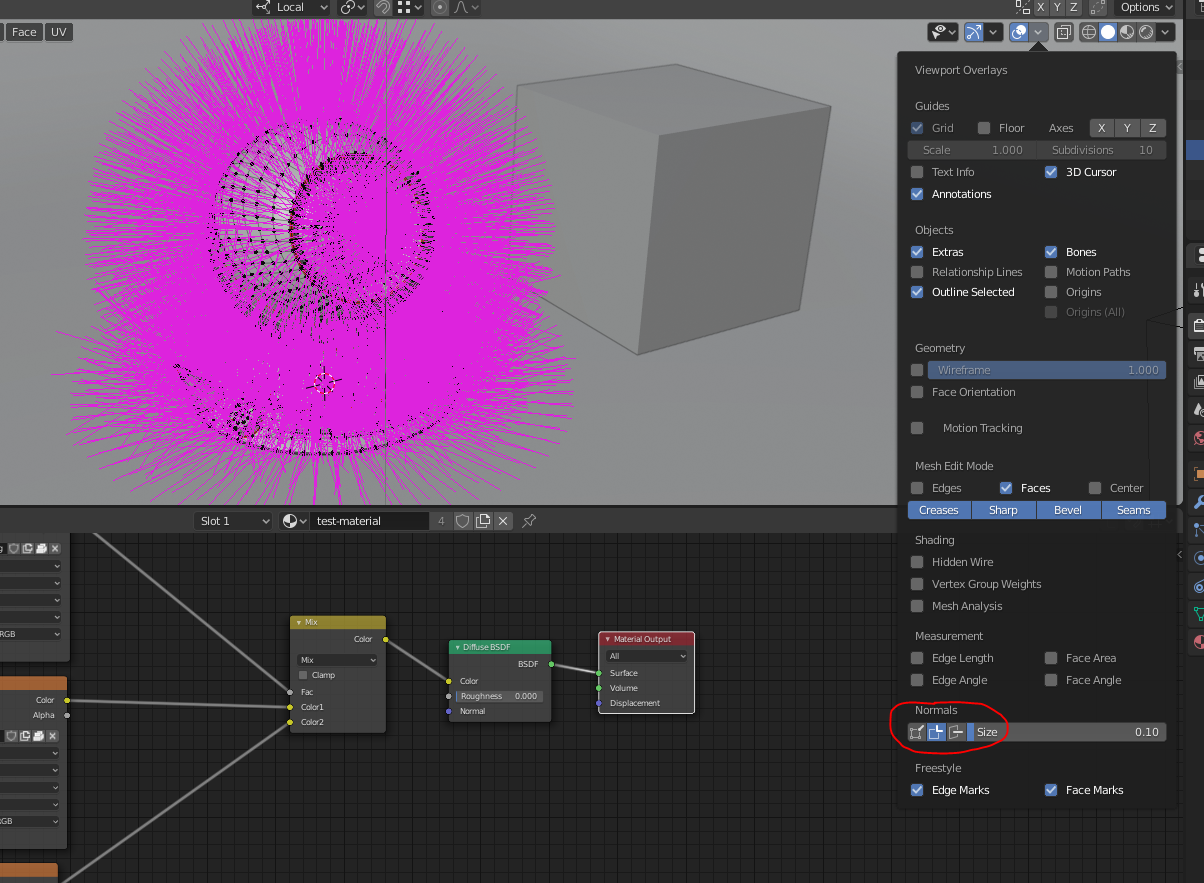 Local
X Y Z
Options
Face UV
Viewport Overlays
Guides
Grid Floor Axes X Y Z
Scale 1.000 Subdivisions 10
Text Info 3D Cursor
Annotations
Objects
Extras Bones
Relationship Lines Motion Paths
Outline Selected Origins
Origins (All)
Geometry
Wireframe 1.000
Face Orientation
Motion Tracking
Mesh Edit Mode
Edges Faces Center
Creases Sharp Bevel Seams
Shading
Hidden Wire
Vertex Group Weights
Mesh Analysis
Measurement
Edge Length Face Area
Edge Angle Face Angle
Normals
Size 0.10
Freestyle
Edge Marks Face Marks
Slot 1 test-material 4
RGB
Color
Alpha
GB
Mix
Color
Mix
Clamp
Fac
Color1
Color2
Diffuse BSDF
BSDF
Color
Roughness 0.000
Normal
Material Output
All
Surface
Volume
Displacement